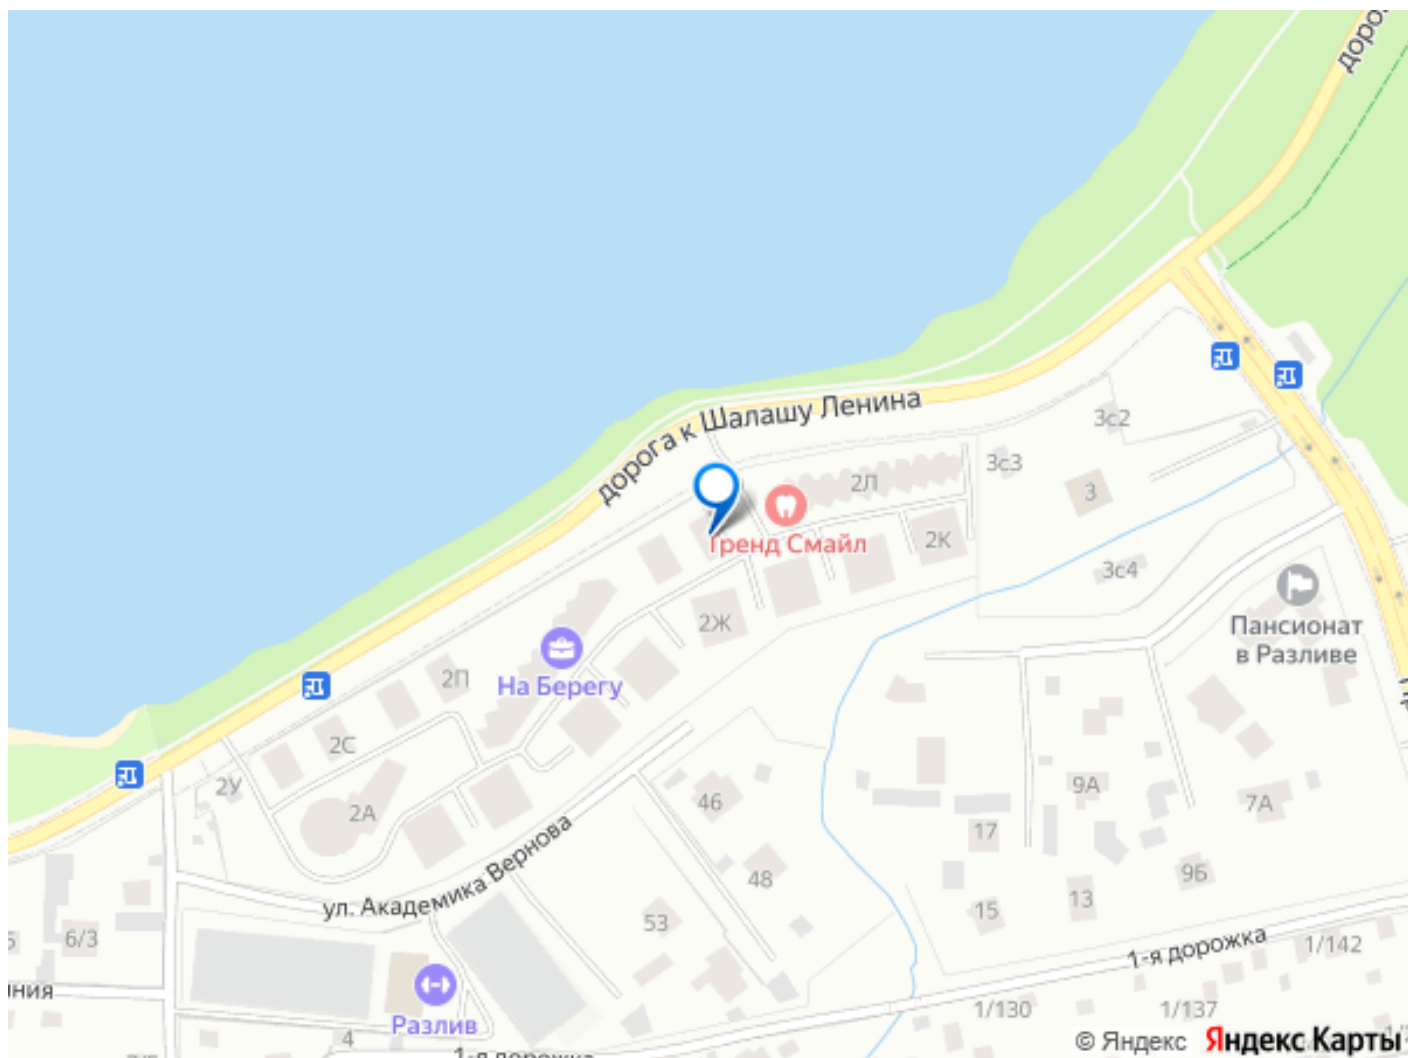 дорога к Шалашу Ленина
3с2
3с3
2Л
3
Тренд Смайл
2К
3с4
Пансионат
в Разливе
2Ж
На Берегу
2П
2С
2У
2А
46
9А
7А
17
ул. Академика Вернова
48
9Б
13
15
53
6/3
1-я дорожка
1/142
1/130
1/137
Разлив
4
1-я дорожка
© Яндекс Яндекс Карты